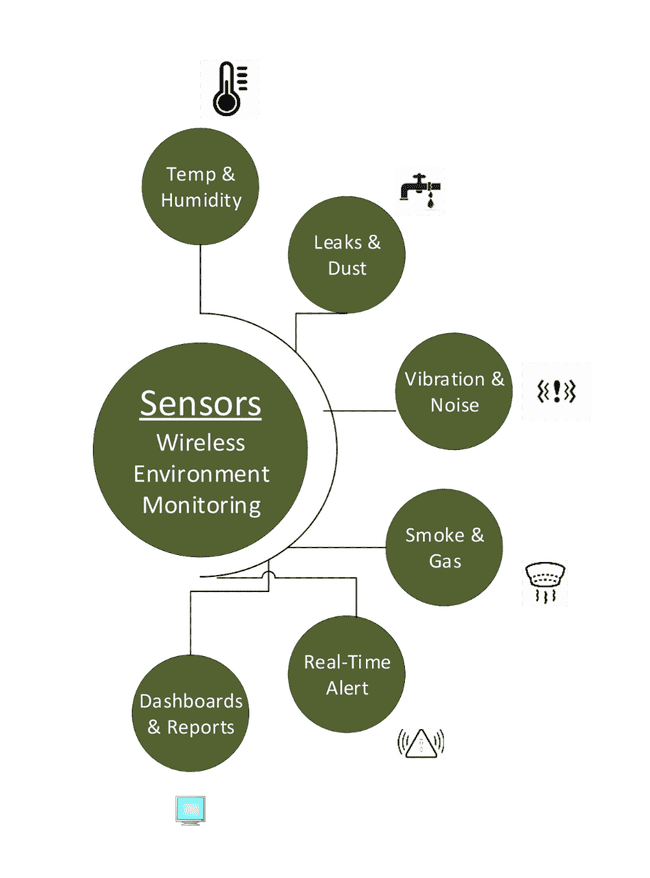 Temp &
Humidity
Leaks &
Dust
Vibration &
Noise
Sensors
Wireless
Environment
Monitoring
Smoke &
Gas
Real-Time
Alert
Dashboards
& Reports